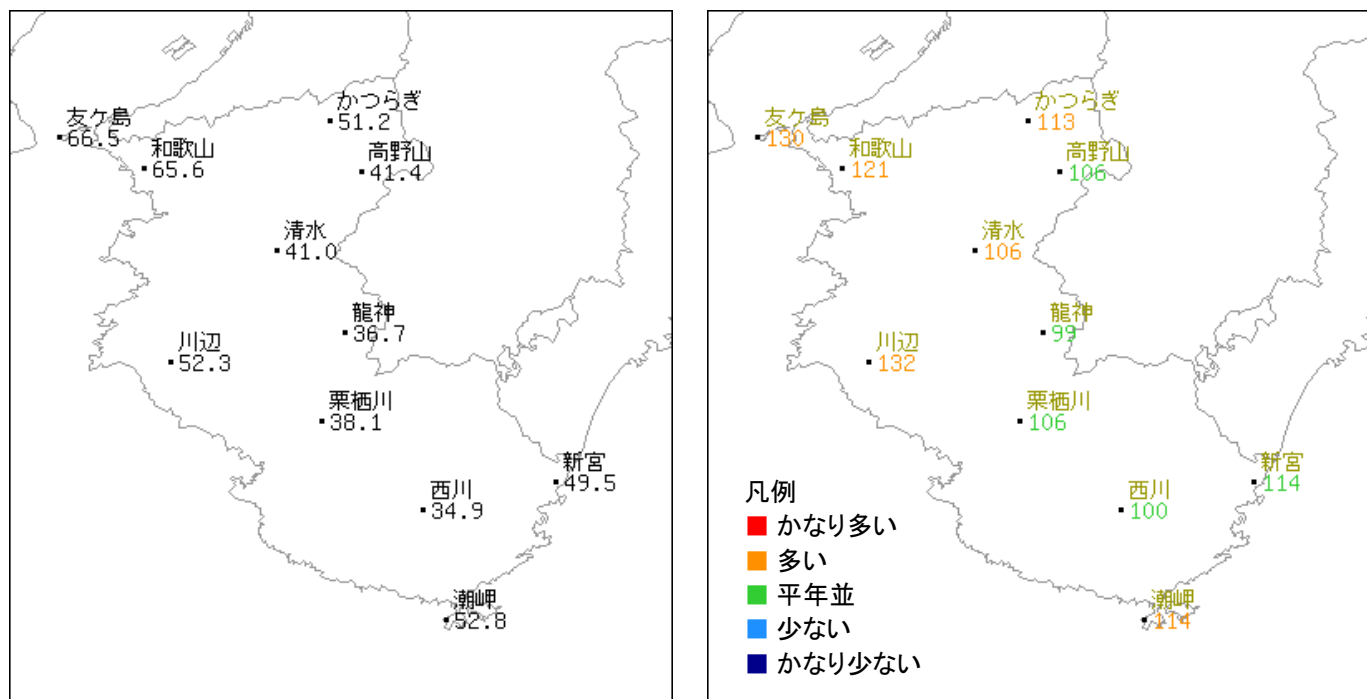 友ケ島
66.5
和歌山
65.6
かつらぎ
51.2
高野山
41.4
清水
41.0
龍神
36.7
川辺
52.3
栗栖川
38.1
新宮
49.5
西川
34.9
潮岬
52.8
友ケ島
130
和歌山
121
かつらぎ
113
高野山
106
清水
106
龍神
99
川辺
132
栗栖川
106
新宮
114
西川
100
潮岬
114
凡例
かなり多い
多い
平年並
少ない
かなり少ない